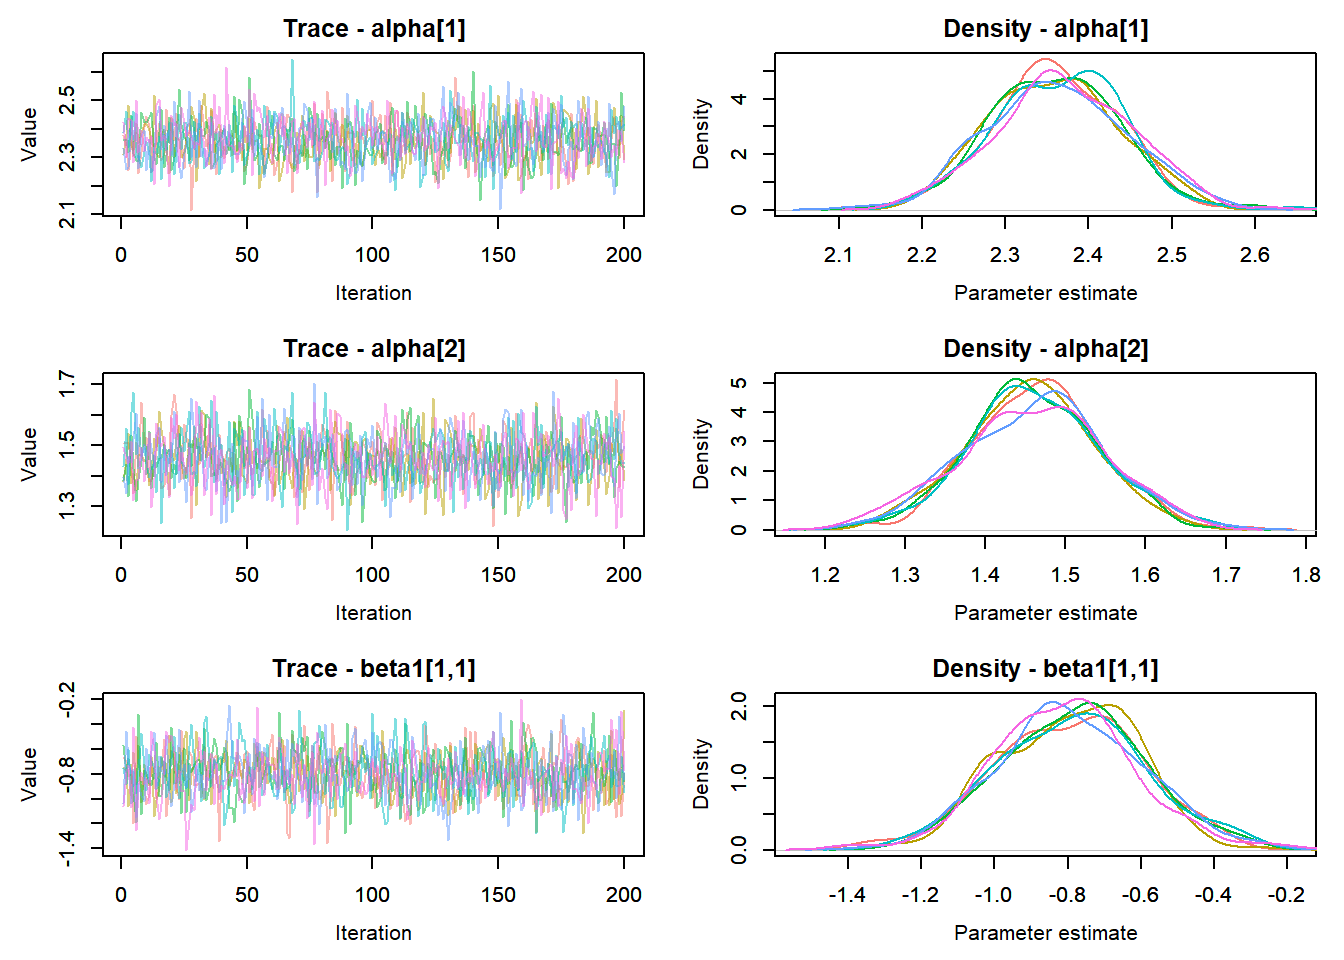 Trace - alpha[1]
Value
2.1 2.3 2.5
0 50 100 150 200
Iteration
Density - alpha[1]
Density
0 2 4
2.1 2.2 2.3 2.4 2.5 2.6
Parameter estimate
Trace - alpha[2]
Value
1.3 1.5 1.7
0 50 100 150 200
Iteration
Density - alpha[2]
Density
0 1 2 3 4 5
1.2 1.3 1.4 1.5 1.6 1.7 1.8
Parameter estimate
Trace - beta1[1,1]
Value
-1.4 -0.8 -0.2
0 50 100 150 200
Iteration
Density - beta1[1,1]
Density
0.0 1.0 2.0
-1.4 -1.2 -1.0 -0.8 -0.6 -0.4 -0.2
Parameter estimate